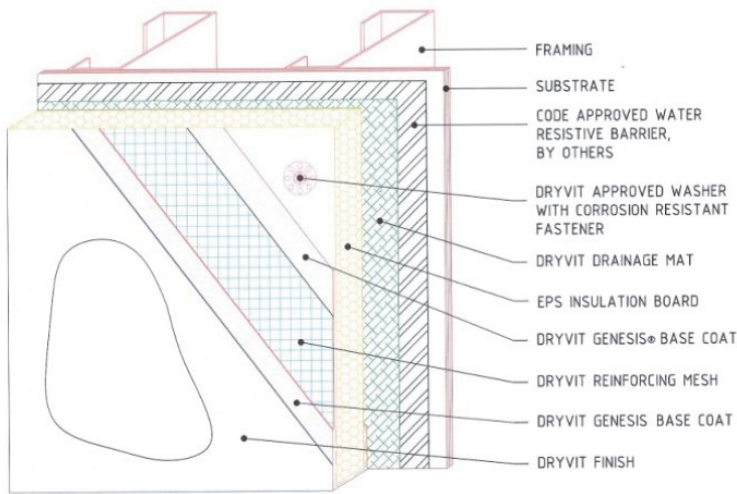 FRAMING
SUBSTRATE
CODE APPROVED WATER
RESISTIVE BARRIER,
BY OTHERS
DRYVIT APPROVED WASHER
WITH CORROSION RESISTANT
FASTENER
DRYVIT DRAINAGE MAT
EPS INSULATION BOARD
DRYVIT GENESIS® BASE COAT
DRYVIT REINFORCING MESH
DRYVIT GENESIS BASE COAT
DRYVIT FINISH